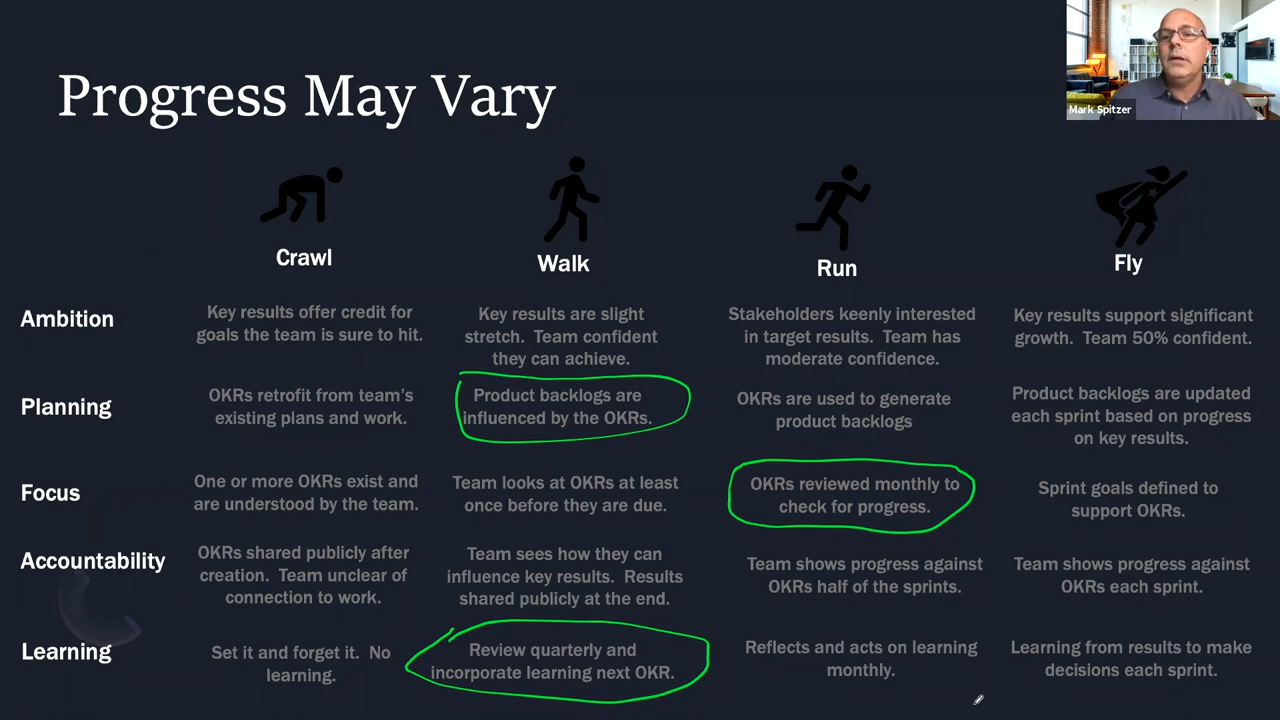 Progress May Vary
Mark Spitzer
Crawl
Walk
Run
Fly
Ambition
Key results offer credit for
goals the team is sure to hit.
Key results are slight
stretch. Team confident
they can achieve.
Stakeholders keenly interested
in target results. Team has
moderate confidence.
Key results support significant
growth. Team 50% confident.
Planning
OKRs retrofit from team's
existing plans and work.
Product backlogs are
influenced by the OKRs.
OKRs are used to generate
product backlogs
Product backlogs are updated
each sprint based on progress
on key results.
Focus
One or more OKRs exist and
are understood by the team.
Team looks at OKRs at least
once before they are due.
OKRs reviewed monthly to
check for progress.
Sprint goals defined to
support OKRs.
Accountability
OKRs shared publicly after
creation. Team unclear of
connection to work.
Team sees how they can
influence key results. Results
shared publicly at the end.
Team shows progress against
OKRs half of the sprints.
Team shows progress against
OKRs each sprint.
Learning
Set it and forget it. No
learning.
Review quarterly and
incorporate learning next OKR.
Reflects and acts on learning
monthly.
Learning from results to make
decisions each sprint.